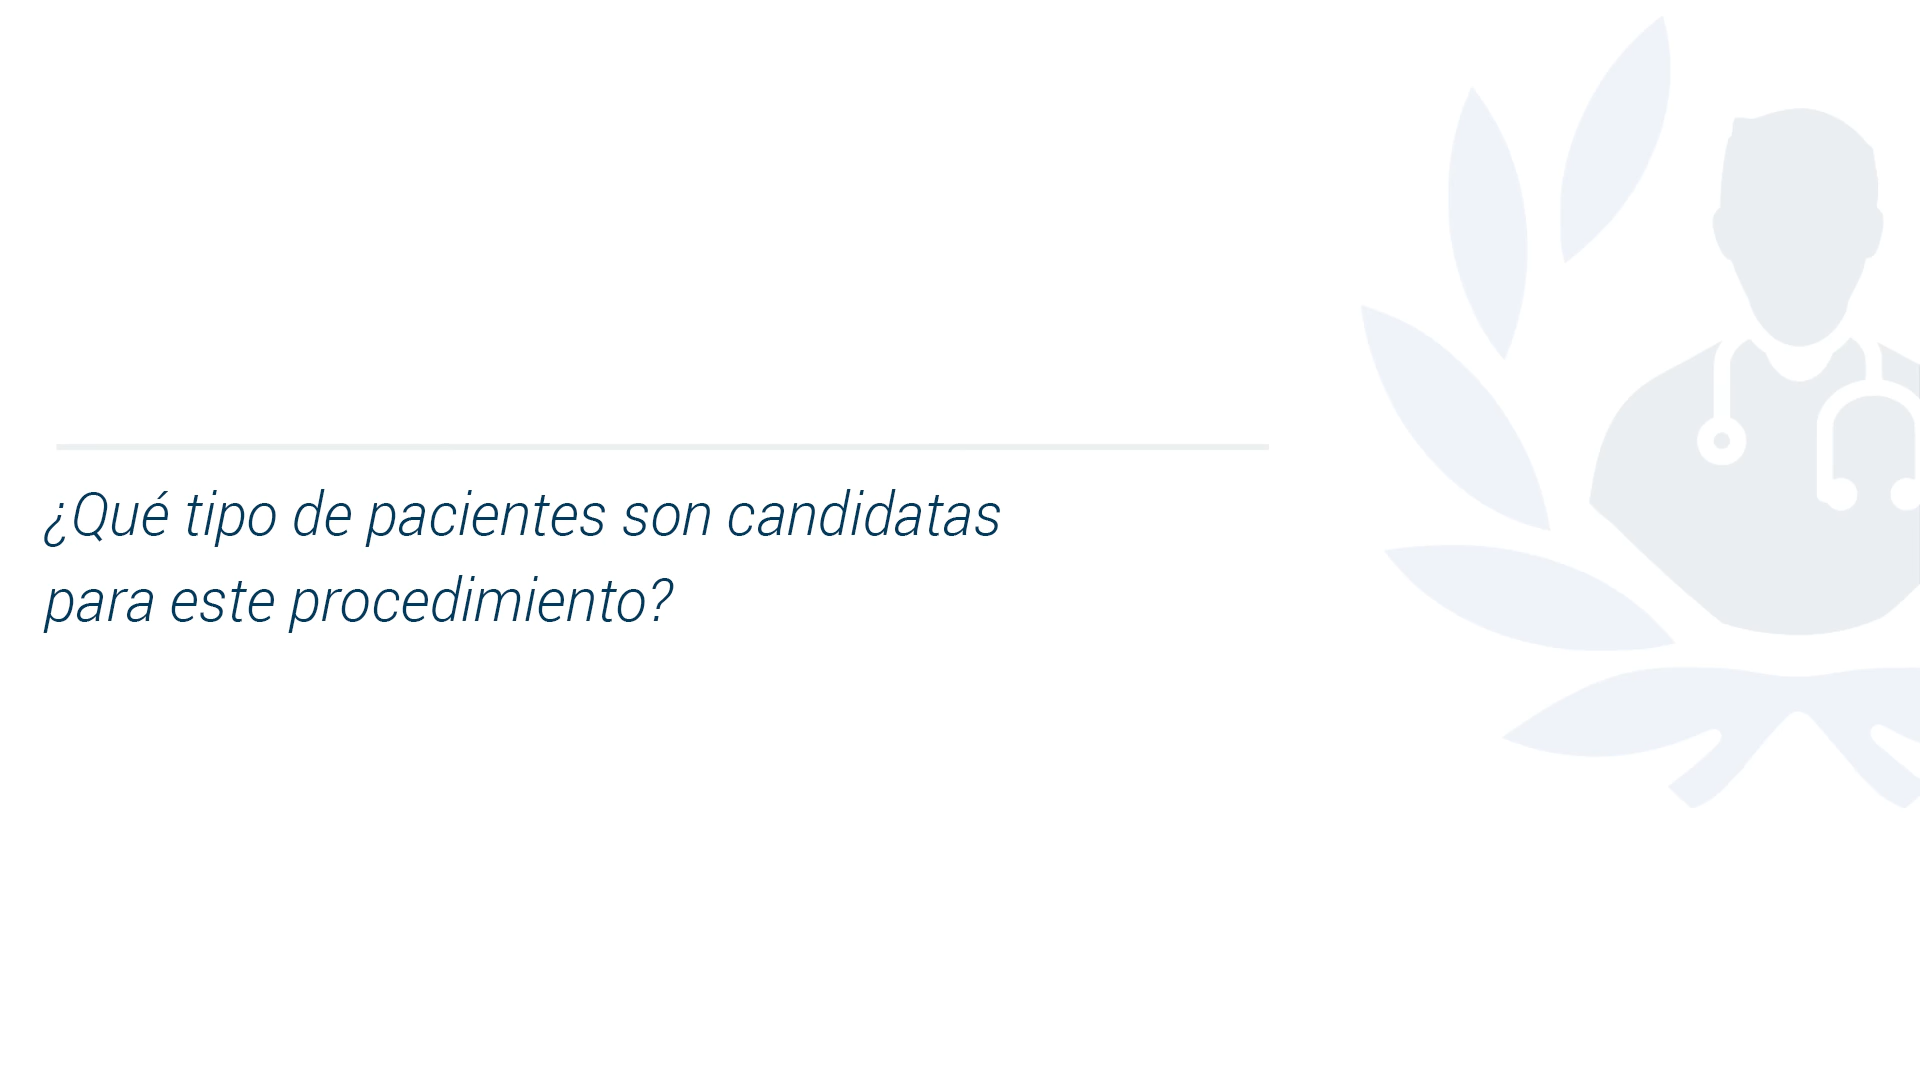 ¿Qué tipo de pacientes son candidatas
para este procedimiento?